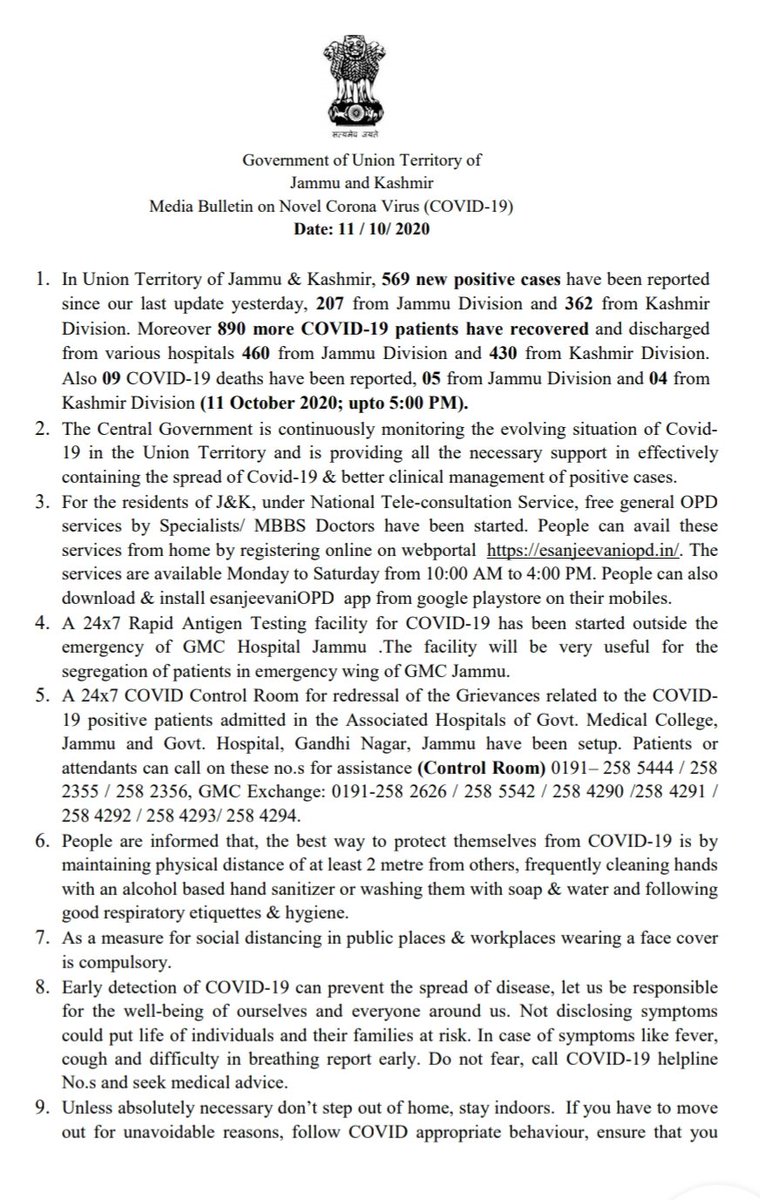 सत्यमेव जयते
Government of Union Territory of
Jammu and Kashmir
Media Bulletin on Novel Corona Virus (COVID-19)
Date: 11 / 10/ 2020
1. In Union Territory of Jammu & Kashmir, 569 new positive cases have been reported
since our last update yesterday, 207 from Jammu Division and 362 from Kashmir
Division. Moreover 890 more COVID-19 patients have recovered and discharged
from various hospitals 460 from Jammu Division and 430 from Kashmir Division.
Also 09 COVID-19 deaths have been reported, 05 from Jammu Division and 04 from
Kashmir Division (11 October 2020; upto 5:00 PM).
2. The Central Government is continuously monitoring the evolving situation of Covid-
19 in the Union Territory and is providing all the necessary support in effectively
containing the spread of Covid-19 & better clinical management of positive cases.
3. For the residents of J&K, under National Tele-consultation Service, free general OPD
services by Specialists/ MBBS Doctors have been started. People can avail these
services from home by registering online on webportal https://esanjeevaniopd.in/. The
services are available Monday to Saturday from 10:00 AM to 4:00 PM. People can also
download & install esanjeevaniOPD app from google playstore on their mobiles.
4. A 24x7 Rapid Antigen Testing facility for COVID-19 has been started outside the
emergency of GMC Hospital Jammu .The facility will be very useful for the
segregation of patients in emergency wing of GMC Jammu.
5. A 24x7 COVID Control Room for redressal of the Grievances related to the COVID-
19 positive patients admitted in the Associated Hospitals of Govt. Medical College,
Jammu and Govt. Hospital, Gandhi Nagar, Jammu have been setup. Patients or
attendants can call on these no.s for assistance (Control Room) 0191– 258 5444 / 258
2355 / 258 2356, GMC Exchange: 0191-258 2626 / 258 5542 / 258 4290 /258 4291 /
258 4292 / 258 4293/ 258 4294.
6. People are informed that, the best way to protect themselves from COVID-19 is by
maintaining physical distance of at least 2 metre from others, frequently cleaning hands
with an alcohol based hand sanitizer or washing them with soap & water and following
good respiratory etiquettes & hygiene.
7. As a measure for social distancing in public places & workplaces wearing a face cover
is compulsory.
8. Early detection of COVID-19 can prevent the spread of disease, let us be responsible
for the well-being of ourselves and everyone around us. Not disclosing symptoms
could put life of individuals and their families at risk. In case of symptoms like fever,
cough and difficulty in breathing report early. Do not fear, call COVID-19 helpline
No.s and seek medical advice.
9. Unless absolutely necessary don’t step out of home, stay indoors. If you have to move
out for unavoidable reasons, follow COVID appropriate behaviour, ensure that you